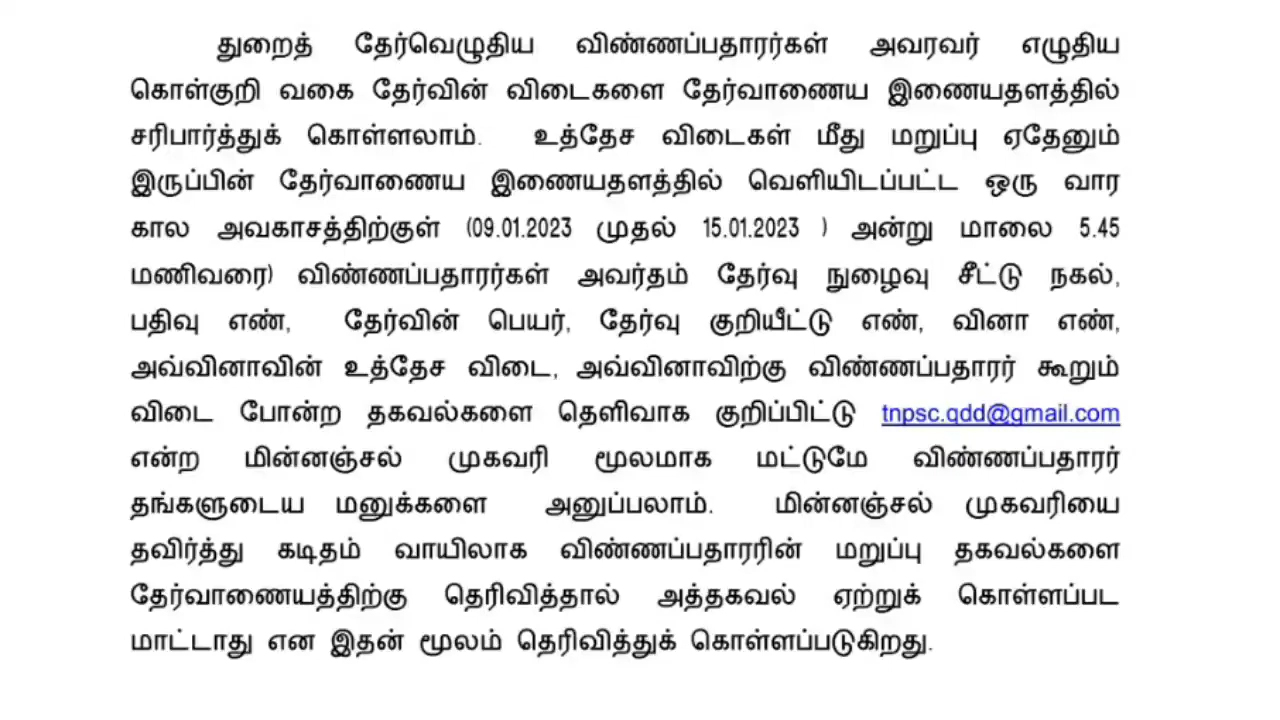 துறைத் தேர்வெழுதிய விண்ணப்பதாரர்கள் அவரவர் எழுதிய
கொள்குறி வகை தேர்வின் விடைகளை தேர்வாணைய இணையதளத்தில்
சரிபார்த்துக் கொள்ளலாம். உத்தேச விடைகள் மீது மறுப்பு ஏதேனும்
இருப்பின் தேர்வாணைய இணையதளத்தில் வெளியிடப்பட்ட ஒரு வார
கால அவகாசத்திற்குள் (09.01.2023 முதல் 15.01.2023 ) அன்று மாலை 5.45
மணிவரை) விண்ணப்பதாரர்கள் அவர்தம் தேர்வு நுழைவு சீட்டு நகல்,
பதிவு எண், தேர்வின் பெயர், தேர்வு குறியீட்டு எண், வினா எண்,
அவ்வினாவின் உத்தேச விடை, அவ்வினாவிற்கு விண்ணப்பதாரர் கூறும்
விடை போன்ற தகவல்களை தெளிவாக குறிப்பிட்டு tnpsc.qdd@gmail.com
என்ற மின்னஞ்சல் முகவரி மூலமாக மட்டுமே விண்ணப்பதாரர்
தங்களுடைய மனுக்களை அனுப்பலாம். மின்னஞ்சல் முகவரியை
தவிர்த்து கடிதம் வாயிலாக விண்ணப்பதாரரின் மறுப்பு தகவல்களை
தேர்வாணையத்திற்கு தெரிவித்தால் அத்தகவல் ஏற்றுக் கொள்ளப்பட
மாட்டாது என இதன் மூலம் தெரிவித்துக் கொள்ளப்படுகிறது.